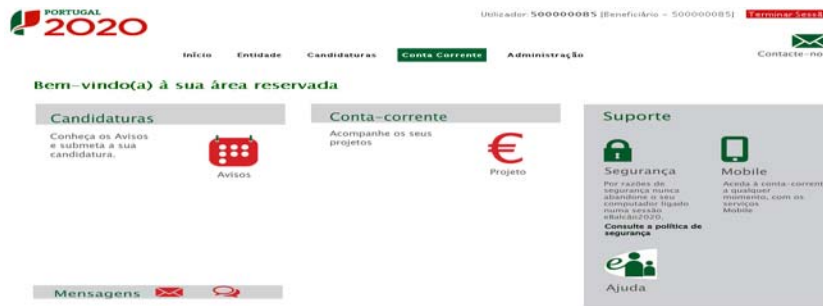 PORTUGAL
2020
Utilizador: 500000085 [Beneficiário - 500000085]
Terminar Sessã
Início Entidade Candidaturas Conta Corrente Administração
Contacte-no
Bem-vindo(a) à sua área reservada
Candidaturas
Conheça os Avisos
e submeta a sua
candidatura.
Avisos
Conta-corrente
Acompanhe os seus
projetos
Projeto
Suporte
Segurança
Por razões de
segurança nunca
abandone o seu
computador ligado
numa sessão
eBalcão2020.
Consulte a política de
segurança
Mobile
Aceda à conta-corrent
a qualquer
momento, com os
serviços
Mobile
e
Ajuda
Mensagens